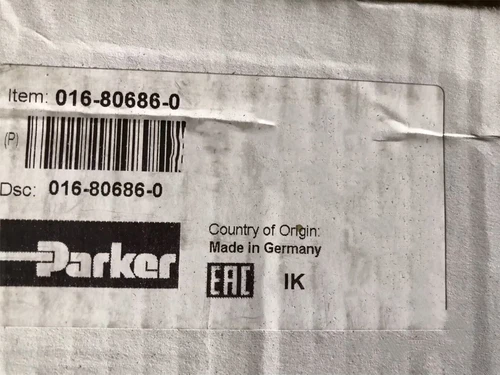 Item: 016-80686-0
(P)
Dsc: 016-80686-0
Parker
Country of Origin:
Made in Germany
EAC IK